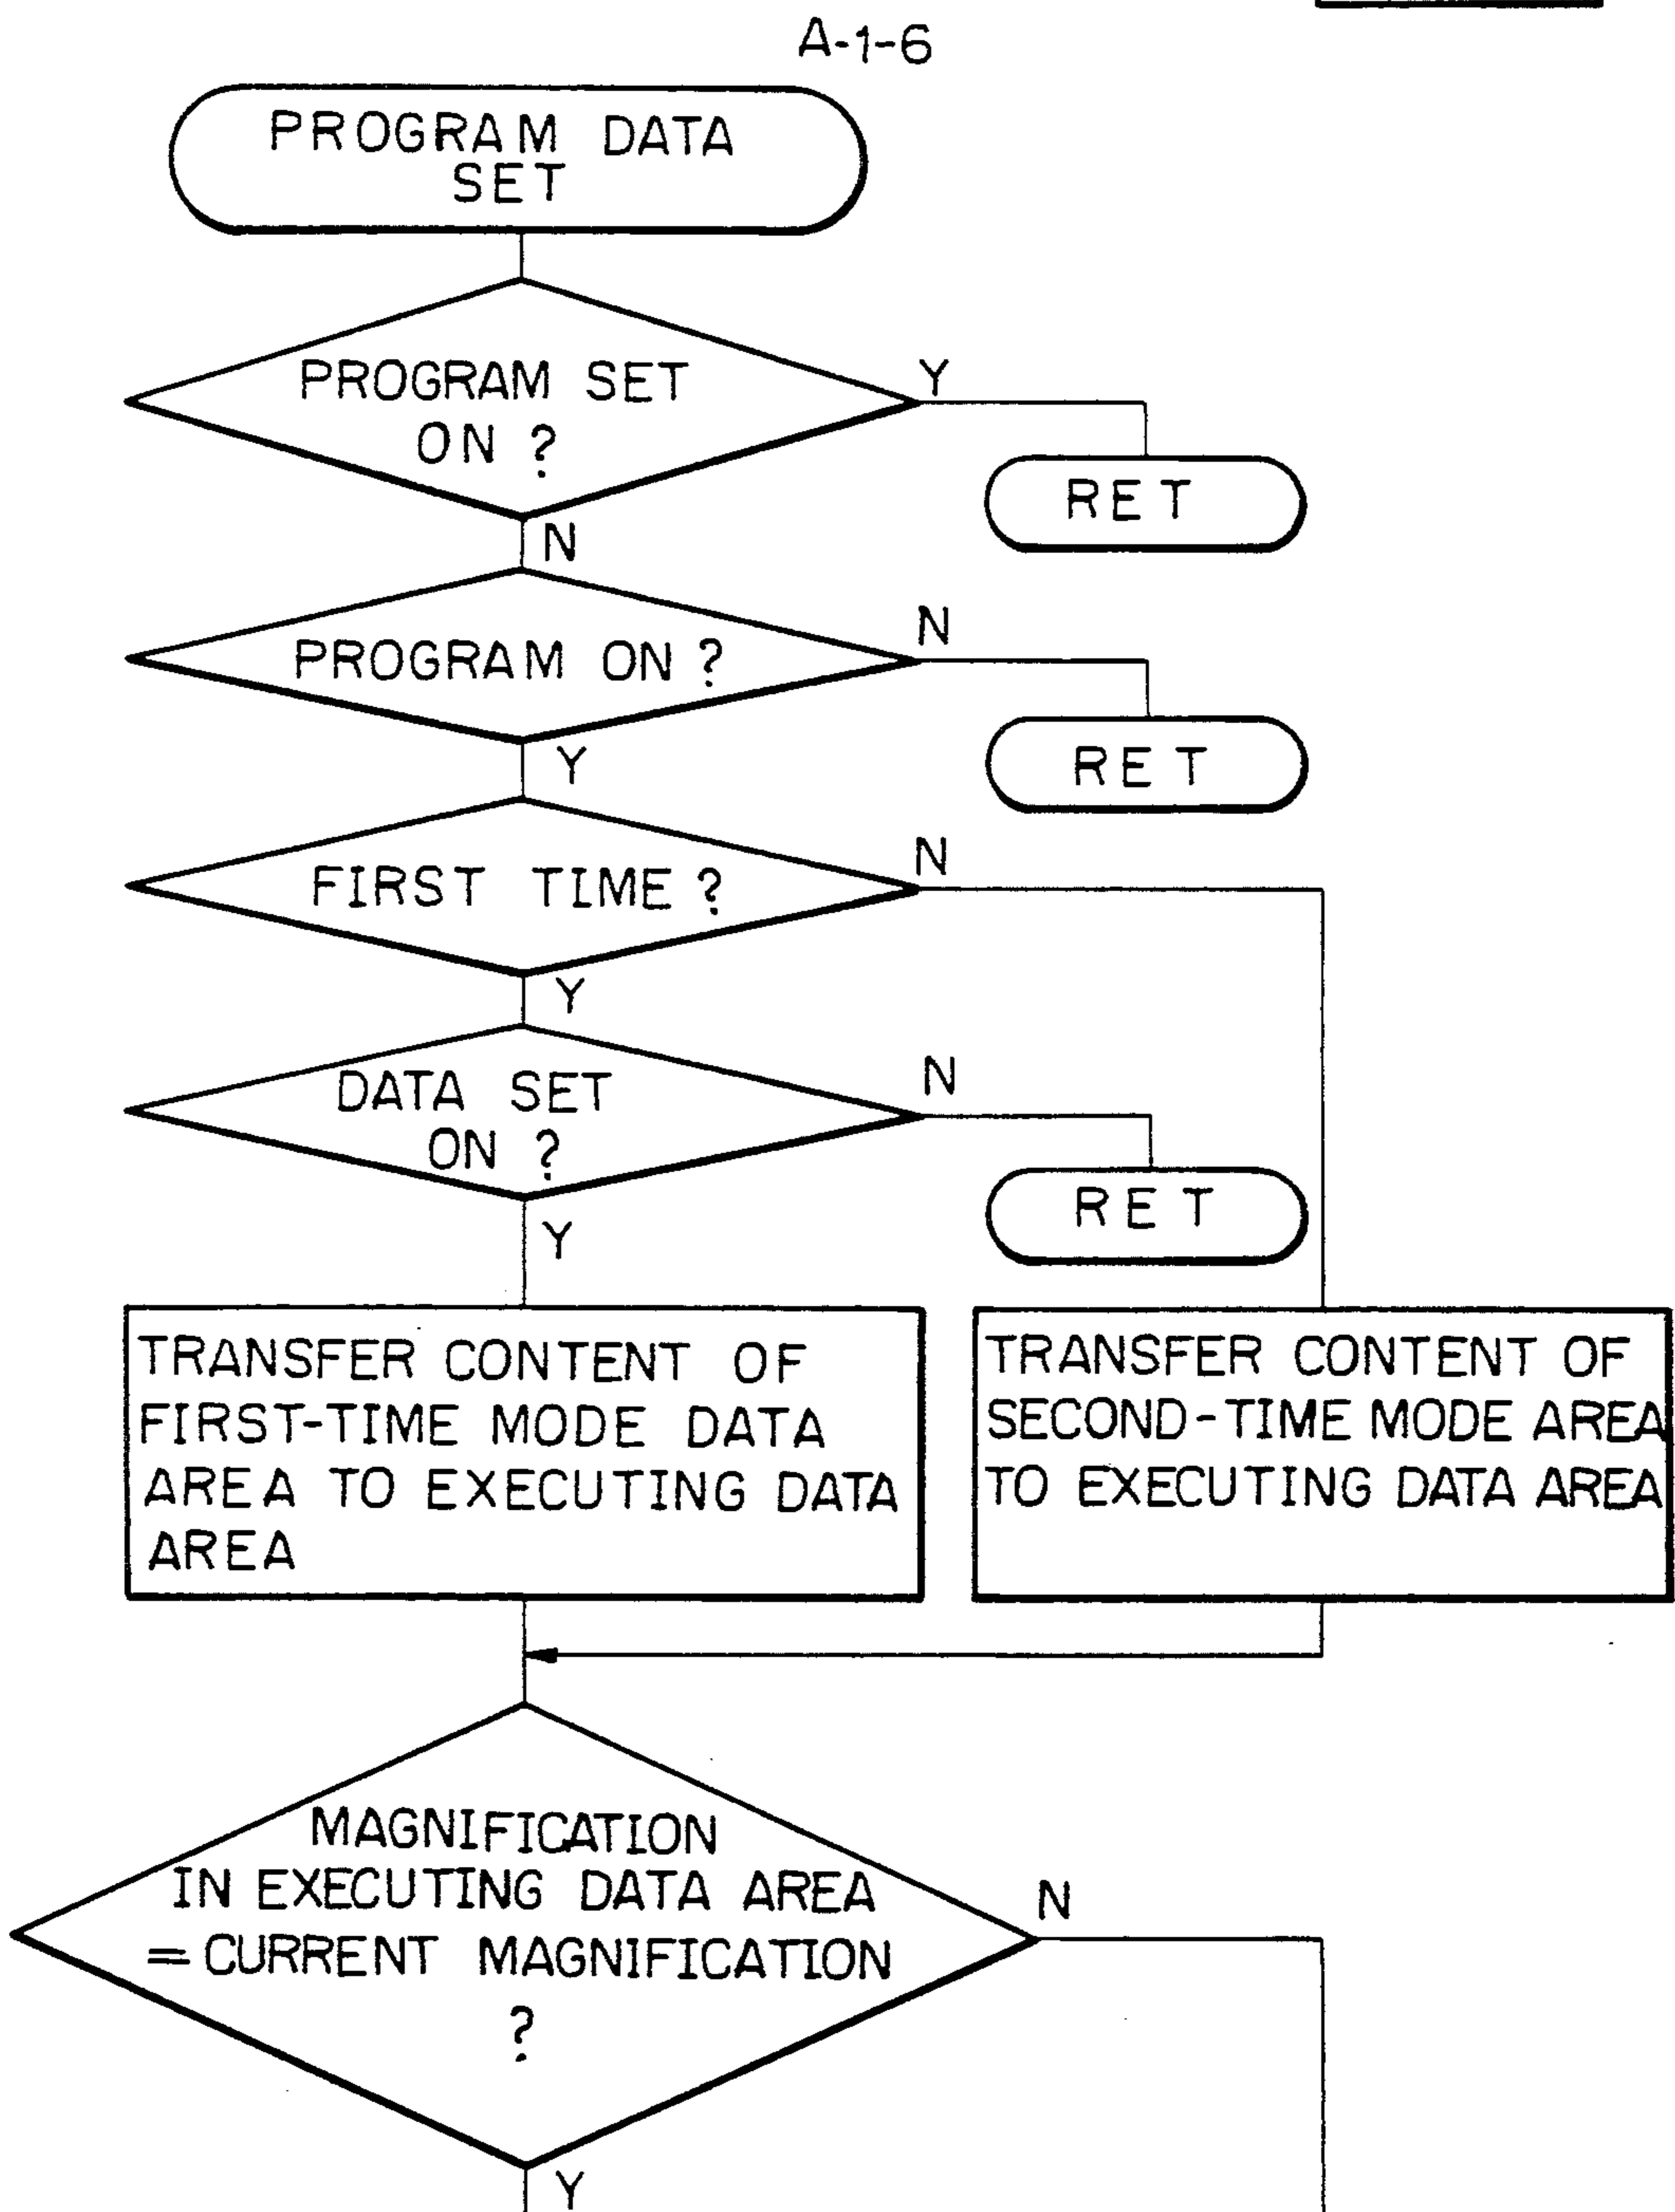 A-1-6
PROGRAM DATA
SET
PROGRAM SET
ON ?
Y
RET
N
PROGRAM ON ?
N
RET
Y
FIRST TIME ?
N
Y
DATA SET
ON ?
N
RET
Y
TRANSFER CONTENT OF
FIRST-TIME MODE DATA
AREA TO EXECUTING DATA
AREA
TRANSFER CONTENT OF
SECOND-TIME MODE AREA
TO EXECUTING DATA AREA
MAGNIFICATION
IN EXECUTING DATA AREA
= CURRENT MAGNIFICATION
?
N
Y